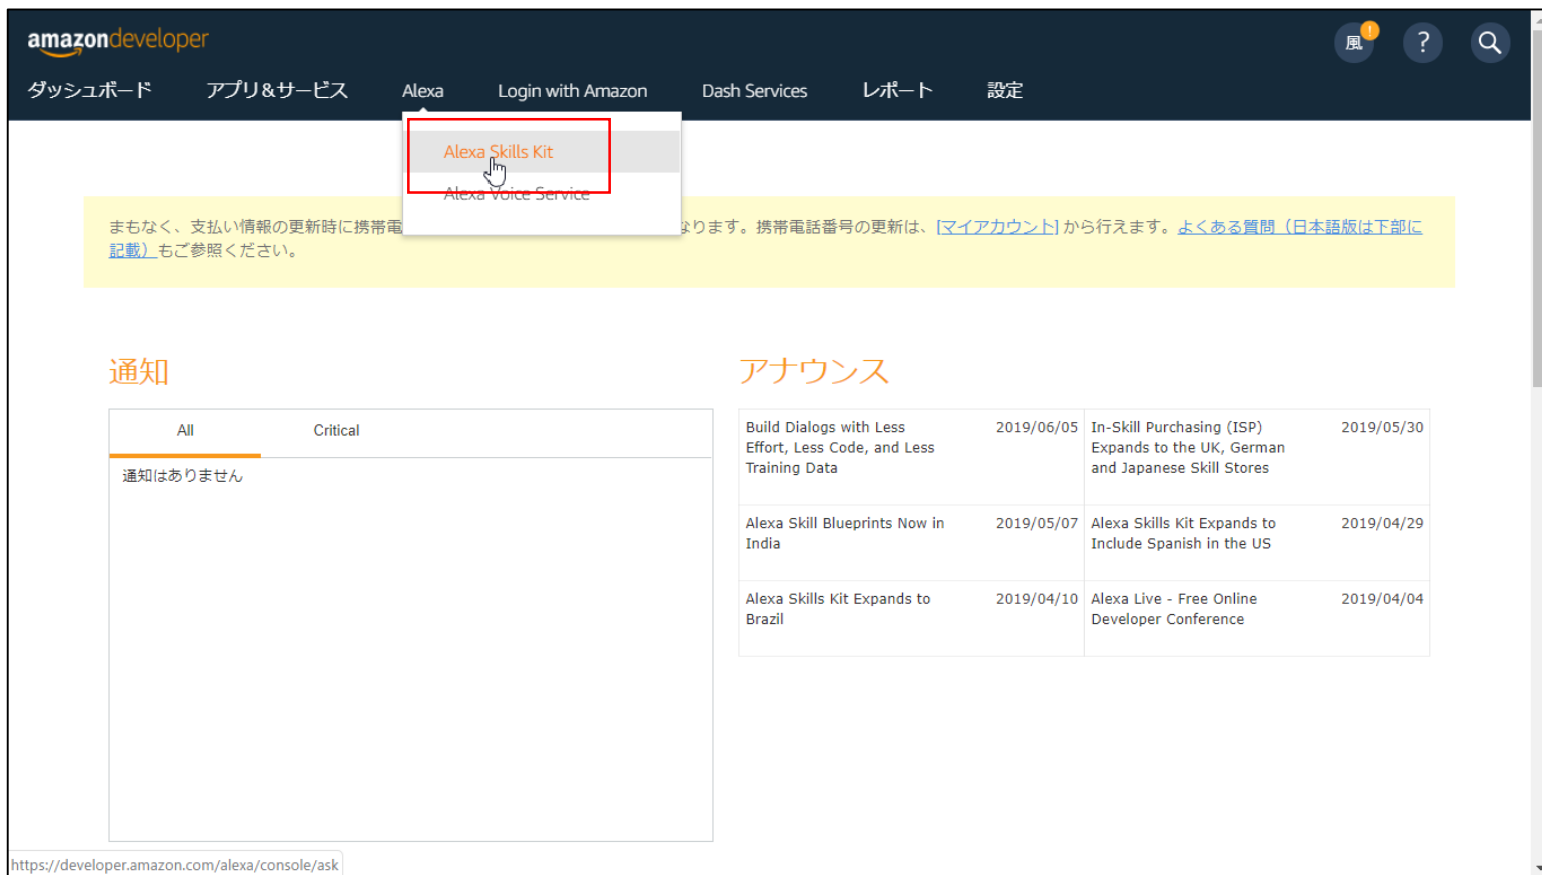 amazondeveloper
風
!
?
ダッシュボード
アプリ&サービス
Alexa
Login with Amazon
Dash Services
レポート
設定
Alexa Skills Kit
Alexa Voice Service
まもなく、支払い情報の更新時に携帯電
なります。携帯電話番号の更新は、[マイアカウント] から行えます。よくある質問（日本語版は下部に
記載）もご参照ください。
通知
All
Critical
通知はありません
アナウンス
Build Dialogs with Less
Effort, Less Code, and Less
Training Data
2019/06/05
In-Skill Purchasing (ISP)
Expands to the UK, German
and Japanese Skill Stores
2019/05/30
Alexa Skill Blueprints Now in
India
2019/05/07
Alexa Skills Kit Expands to
Include Spanish in the US
2019/04/29
Alexa Skills Kit Expands to
Brazil
2019/04/10
Alexa Live - Free Online
Developer Conference
2019/04/04
https://developer.amazon.com/alexa/console/ask